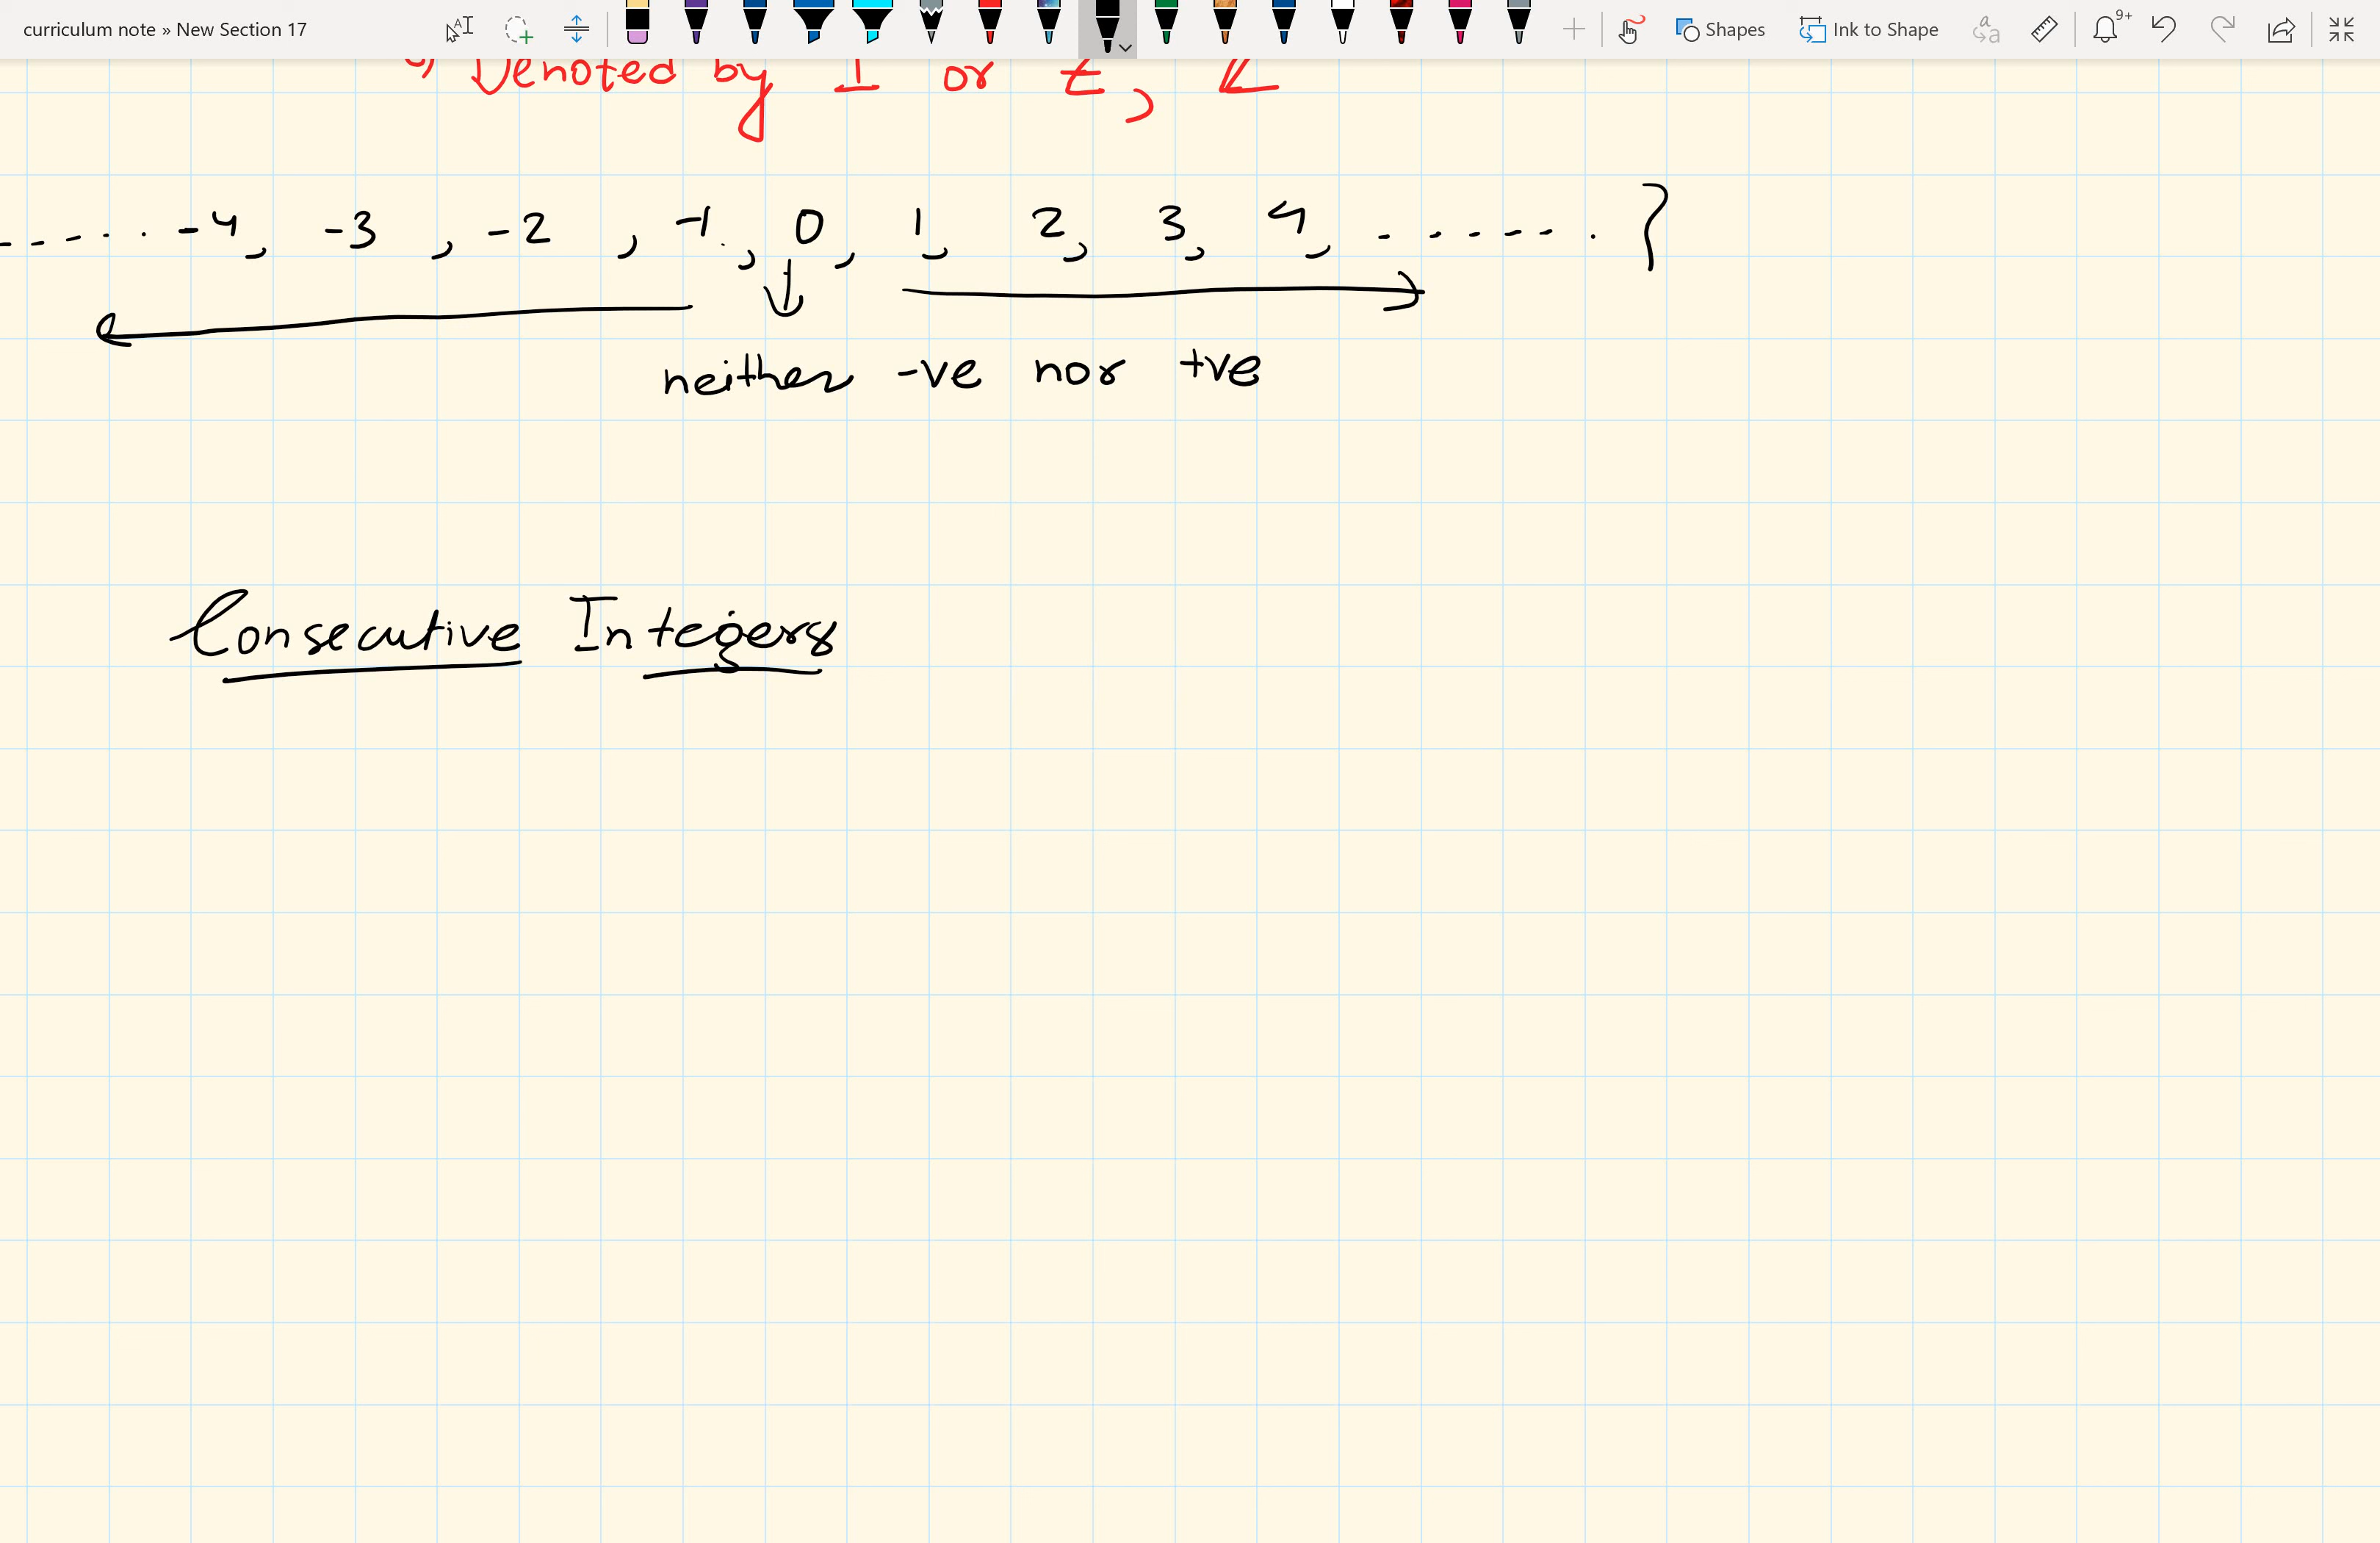 curriculum note » New Section 17
Shapes
Ink to Shape
9+
Denoted by I or Z, Z
..... -4, -3, -2, -1, 0, 1, 2, 3, 4, ...... }
neither -ve nor +ve
Consecutive Integers